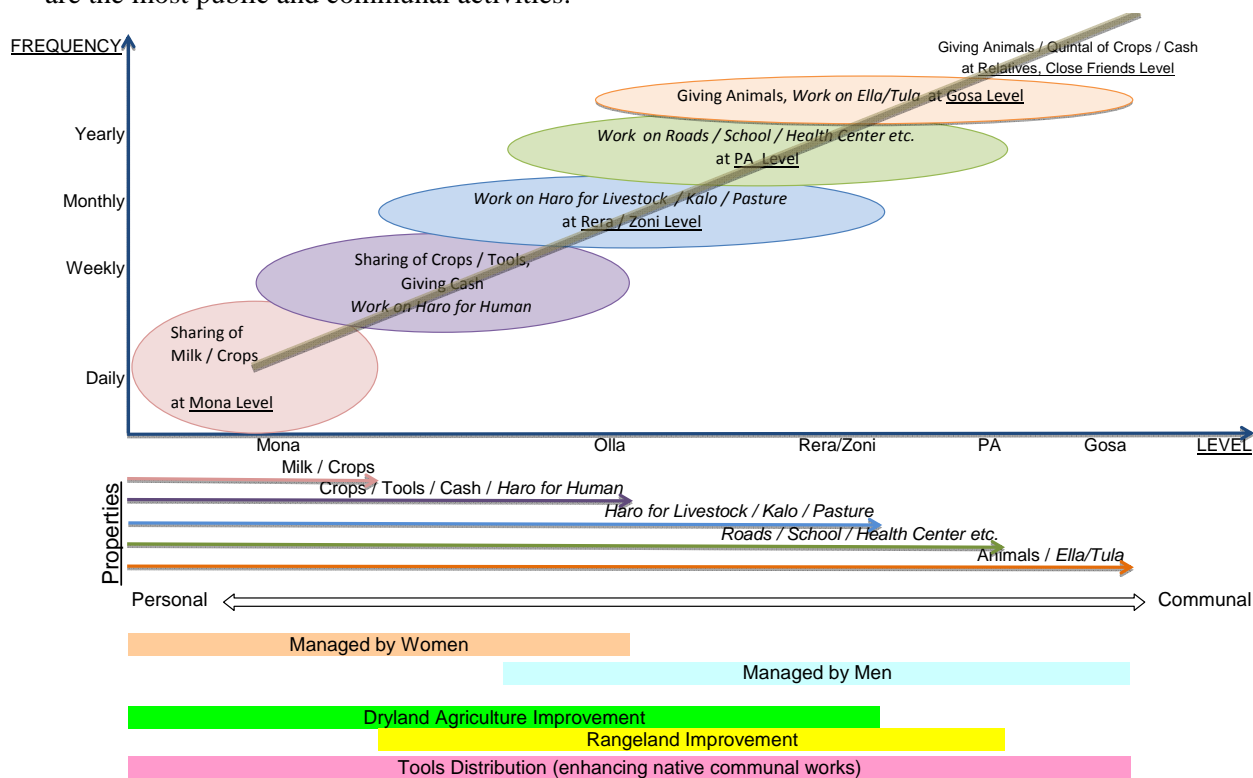 are the most public and communal activities.
FREQUENCY
Giving Animals / Quintal of Crops / Cash
at Relatives, Close Friends Level
Giving Animals, Work on Ella/Tula at Gosa Level
Yearly
Work on Roads / School / Health Center etc.
at PA Level
Monthly
Work on Haro for Livestock / Kalo / Pasture
at Rera / Zoni Level
Weekly
Sharing of Crops / Tools,
Giving Cash
Work on Haro for Human
Sharing of
Milk / Crops
Daily
at Mona Level
Mona
Olla
Rera/Zoni
PA
Gosa
LEVEL
Properties
Milk / Crops
Crops / Tools / Cash / Haro for Human
Haro for Livestock / Kalo / Pasture
Roads / School / Health Center etc.
Animals / Ella/Tula
Personal
Communal
Managed by Women
Managed by Men
Dryland Agriculture Improvement
Rangeland Improvement
Tools Distribution (enhancing native communal works)